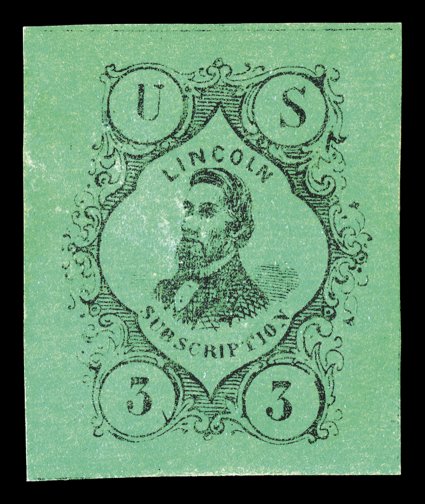 U S
LINCOLN
SUBSCRIPTION
3 3